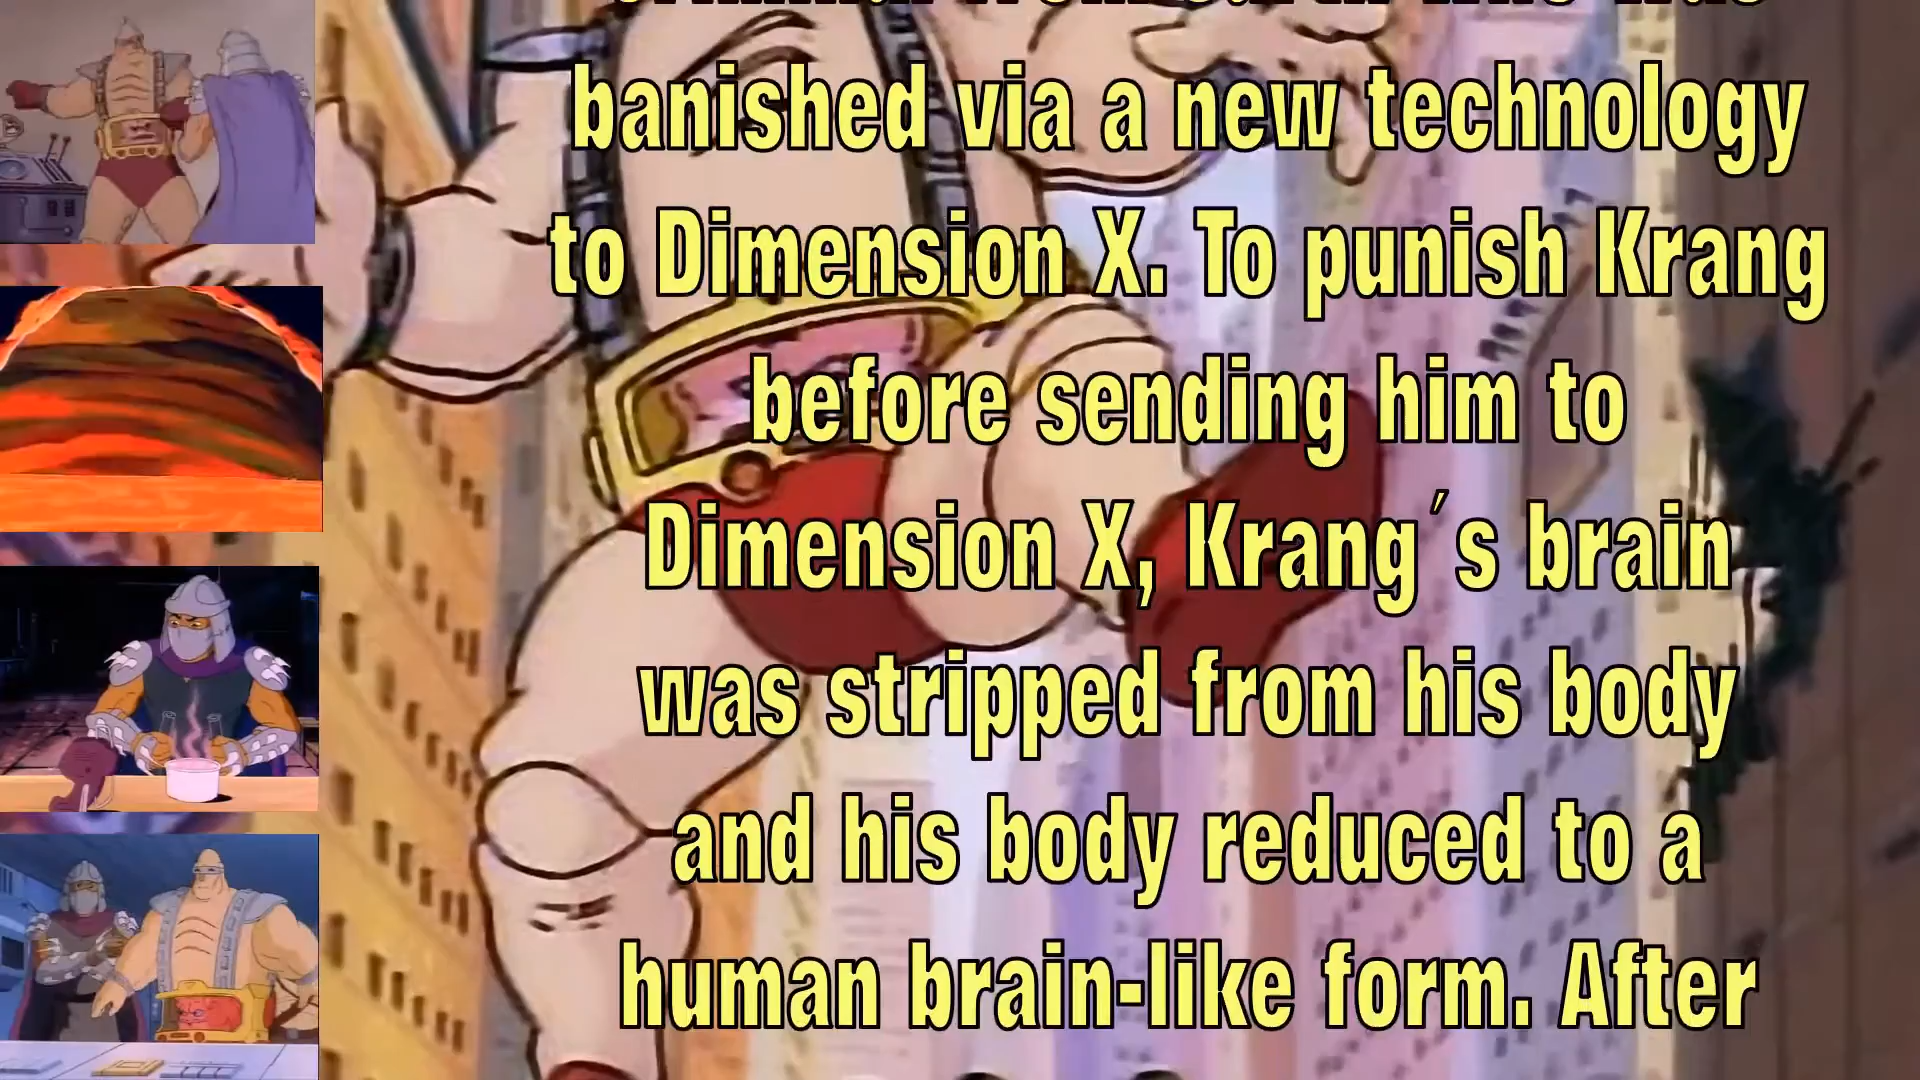 banished via a new technology
to Dimension X. To punish Krang
before sending him to
Dimension X, Krang´s brain
was stripped from his body
and his body reduced to a
human brain-like form. After